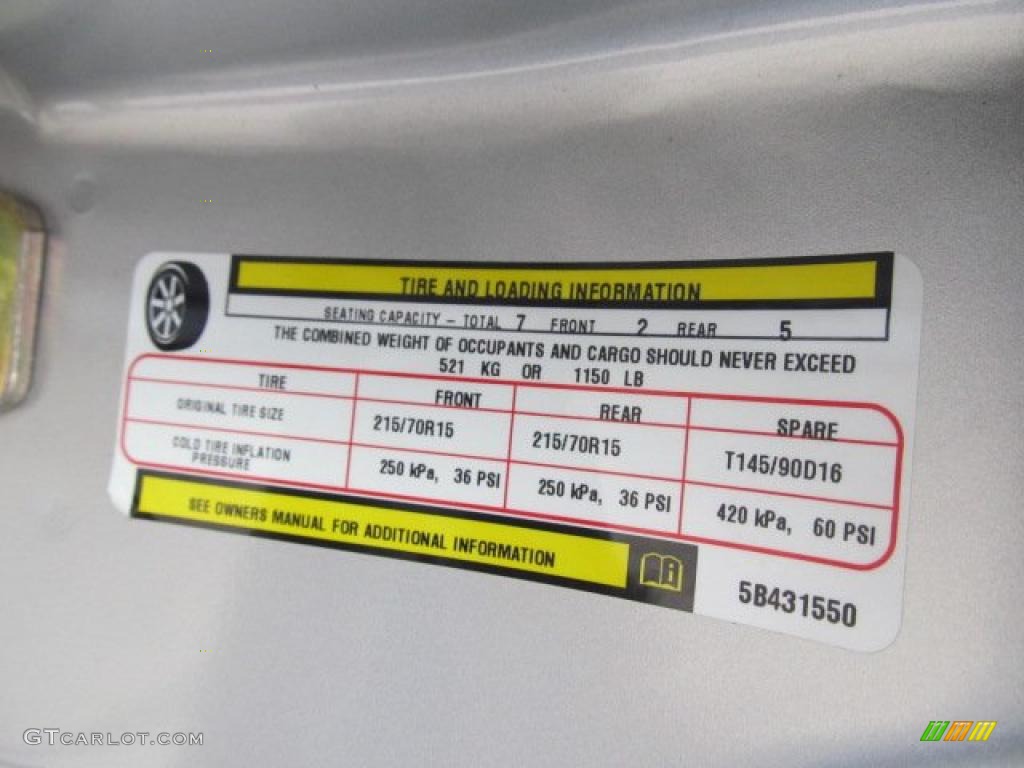 TIRE AND LOADING INFORMATION
SEATING CAPACITY – TOTAL 7 FRONT 2 REAR 5
THE COMBINED WEIGHT OF OCCUPANTS AND CARGO SHOULD NEVER EXCEED
521 KG OR 1150 LB
TIRE FRONT REAR SPARE
ORIGINAL TIRE SIZE 215/70R15 215/70R15 T145/90D16
COLD TIRE INFLATION
PRESSURE 250 kPa, 36 PSI 250 kPa, 36 PSI 420 kPa, 60 PSI
SEE OWNERS MANUAL FOR ADDITIONAL INFORMATION
5B431550
GTCARLOT.COM